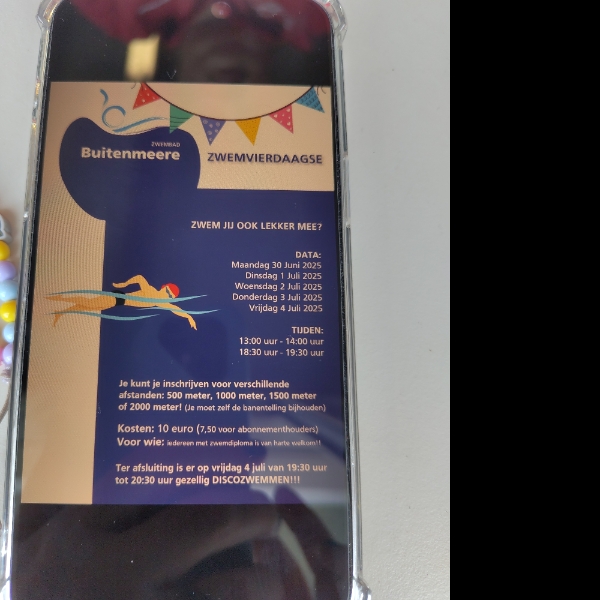 ZWEMBAD
Buitenmeere
ZWEMVIERDAAGSE
ZWEM JIJ OOK LEKKER MEE?
DATA:
Maandag 30 Juni 2025
Dinsdag 1 Juli 2025
Woensdag 2 Juli 2025
Donderdag 3 Juli 2025
Vrijdag 4 Juli 2025
TIJDEN:
13:00 uur - 14:00 uur
18:30 uur - 19:30 uur
Je kunt je inschrijven voor verschillende
afstanden: 500 meter, 1000 meter, 1500 meter
of 2000 meter! (Je moet zelf de banentelling bijhouden)
Kosten: 10 euro (7,50 voor abonnementhouders)
Voor wie: iedereen met zwemdiploma is van harte welkom!!
Ter afsluiting is er op vrijdag 4 juli van 19:30 uur
tot 20:30 uur gezellig DISCOZWEMMEN!!!